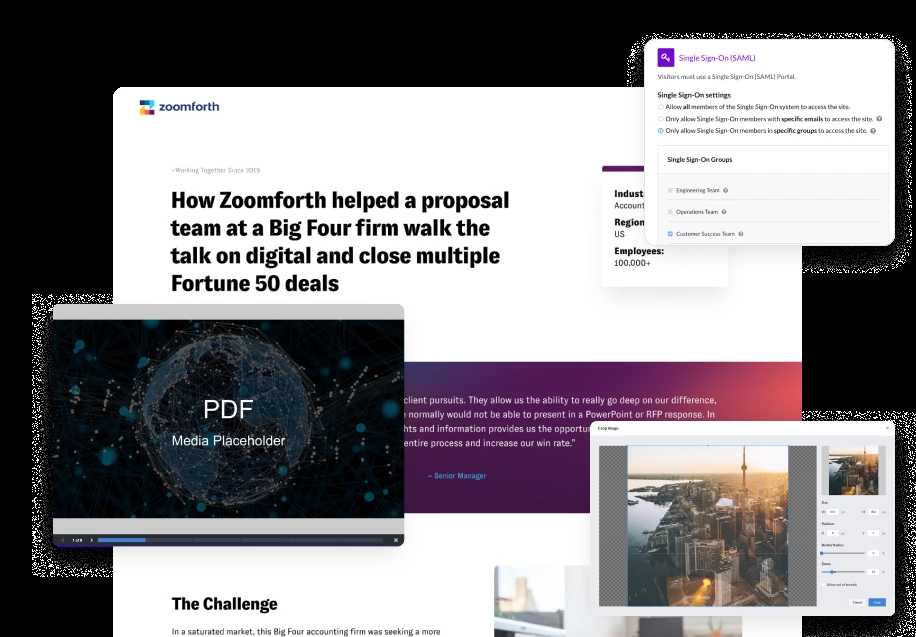 zoomforth
–Working Together Since 2019
How Zoomforth helped a proposal
team at a Big Four firm walk the
talk on digital and close multiple
Fortune 50 deals
Indust
Account
Region
US
Employees:
100,000+
Single Sign-On (SAML)
Visitors must use a Single Sign-On (SAML) Portal.
Single Sign-On settings
Allow all members of the Single Sign-On system to access the site.
Only allow Single Sign-On members with specific emails to access the site.
Only allow Single Sign-On members in specific groups to access the site.
Single Sign-On Groups
Engineering Team
Operations Team
Customer Success Team
PDF
Media Placeholder
1 of 6
client pursuits. They allow us the ability to really go deep on our difference,
normally would not be able to present in a PowerPoint or RFP response. In
hts and information provides us the opportu
entire process and increase our win rate.”
– Senior Manager
Crop Image
Size
Position
Border Radius
Zoom
Allow out of bounds
Cancel
Crop
The Challenge
In a saturated market, this Big Four accounting firm was seeking a more